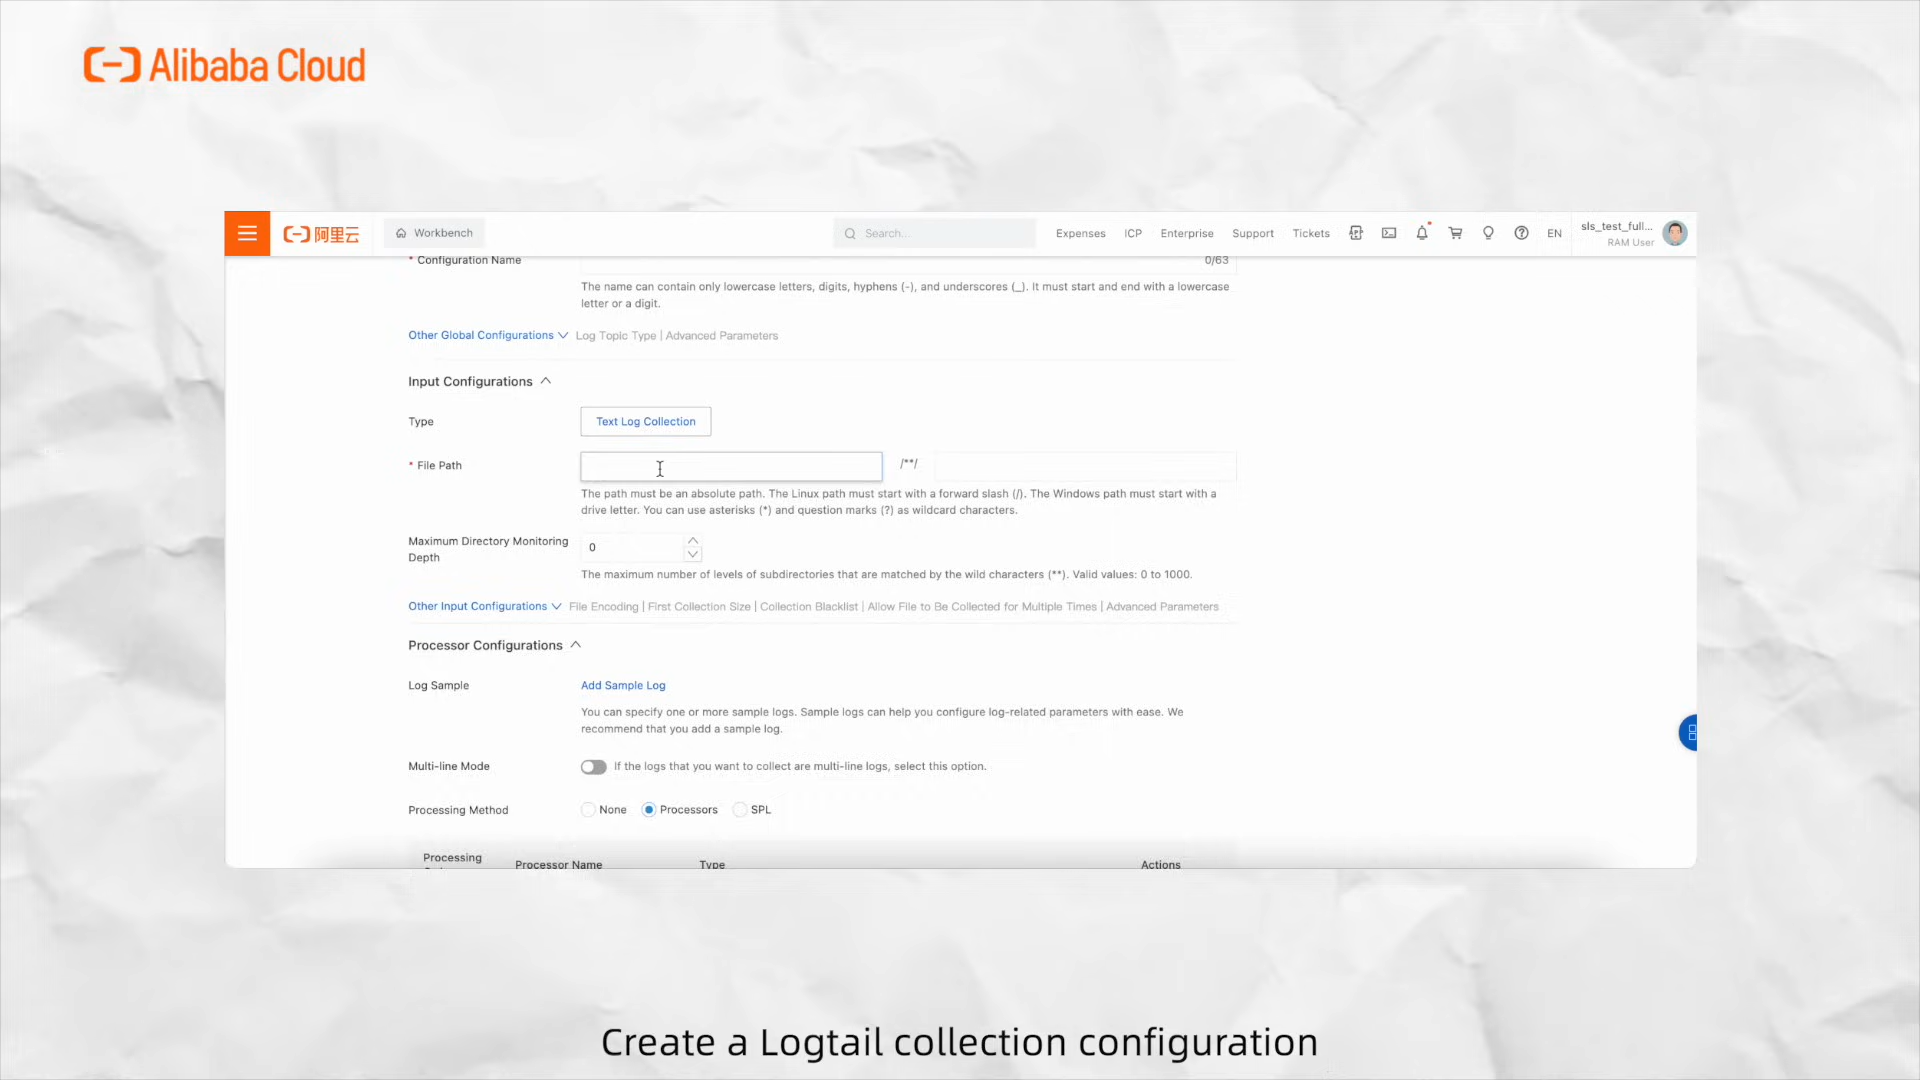 Alibaba Cloud
阿里云
Workbench
Search...
Expenses
ICP
Enterprise
Support
Tickets
EN
sls_test_full...
RAM User
* Configuration Name
0/63
The name can contain only lowercase letters, digits, hyphens (-), and underscores (_). It must start and end with a lowercase
letter or a digit.
Other Global Configurations Log Topic Type | Advanced Parameters
Input Configurations
Type
Text Log Collection
* File Path
/**/
The path must be an absolute path. The Linux path must start with a forward slash (/). The Windows path must start with a
drive letter. You can use asterisks (*) and question marks (?) as wildcard characters.
Maximum Directory Monitoring
Depth
0
The maximum number of levels of subdirectories that are matched by the wild characters (**). Valid values: 0 to 1000.
Other Input Configurations File Encoding | First Collection Size | Collection Blacklist | Allow File to Be Collected for Multiple Times | Advanced Parameters
Processor Configurations
Log Sample
Add Sample Log
You can specify one or more sample logs. Sample logs can help you configure log-related parameters with ease. We
recommend that you add a sample log.
Multi-line Mode
If the logs that you want to collect are multi-line logs, select this option.
Processing Method
None
Processors
SPL
Processing
Processor Name
Type
Actions
Create a Logtail collection configuration